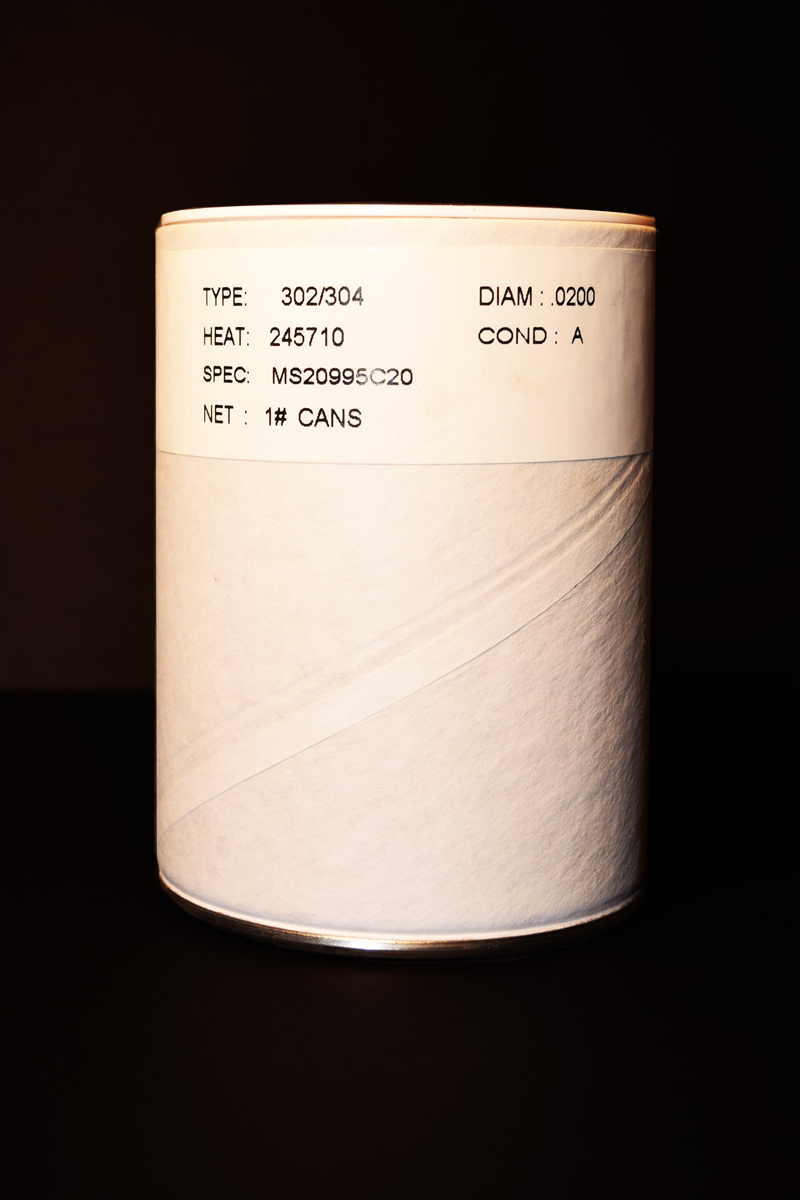 TYPE: 302/304 DIAM : .0200
HEAT: 245710 COND : A
SPEC: MS20995C20
NET : 1# CANS